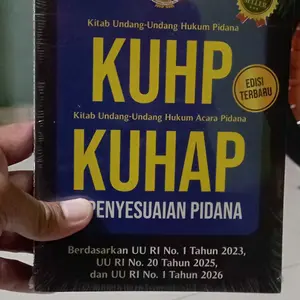 Kitab Undang-Undang Hukum Pidana
KUHP
EDISI
TERBARU
Kitab Undang-Undang Hukum Acara Pidana
KUHAP
PENYESUAIAN PIDANA
Berdasarkan UU RI No. 1 Tahun 2023,
UU RI No. 20 Tahun 2025,
dan UU RI No. 1 Tahun 2026